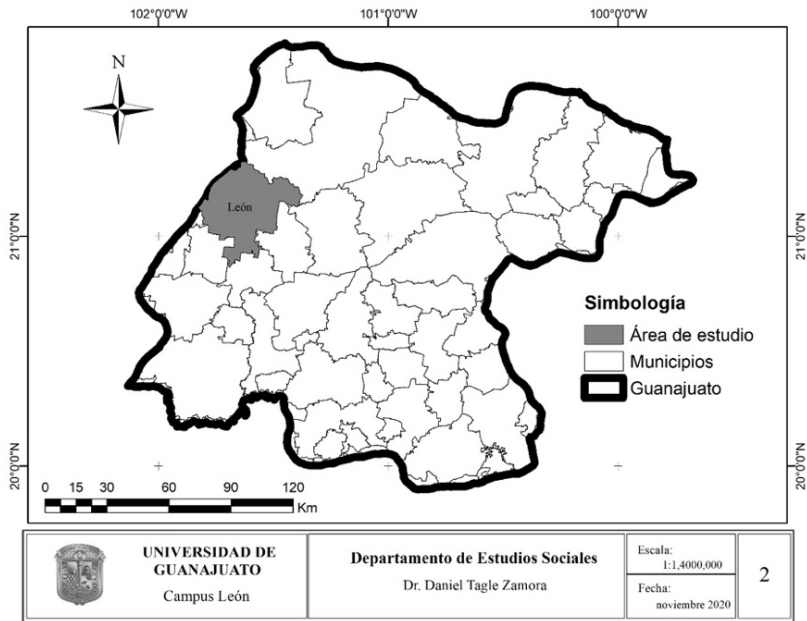 102°0'0"W 101°0'0"W 100°0'0"W
N
León
21°0'0"N 21°0'0"N
Simbología
Área de estudio
Municipios
Guanajuato
20°0'0"N 20°0'0"N
0 15 30 60 90 120
Km
UNIVERSIDAD DE
GUANAJUATO
Campus León
Departamento de Estudios Sociales
Dr. Daniel Tagle Zamora
Escala:
1:1,4000,000
Fecha:
noviembre 2020
2